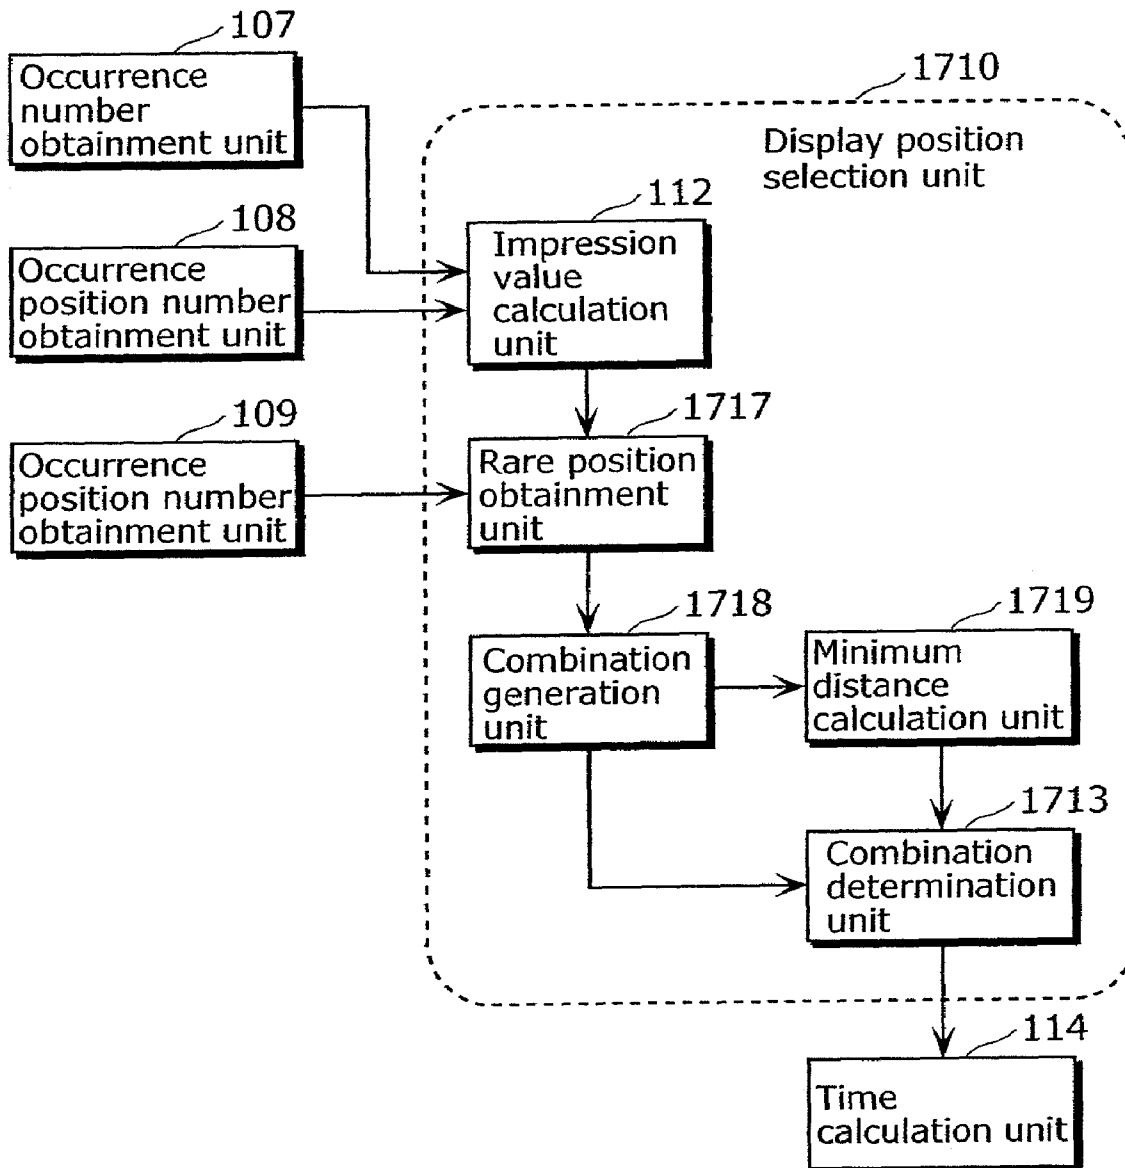 107
Occurrence
number
obtainment unit
1710
Display position
selection unit
108
Occurrence
position number
obtainment unit
112
Impression
value
calculation
unit
109
Occurrence
position number
obtainment unit
1717
Rare position
obtainment
unit
1718
Combination
generation
unit
1719
Minimum
distance
calculation unit
1713
Combination
determination
unit
114
Time
calculation unit